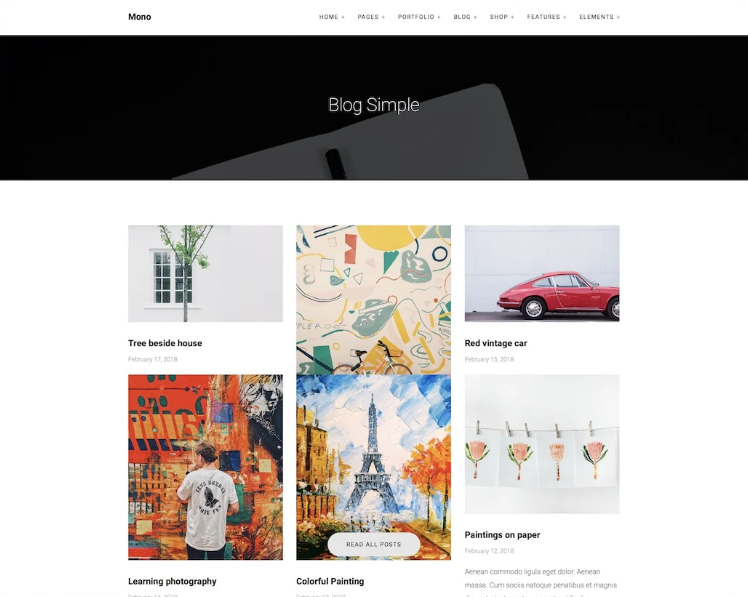 Mono
HOME + PAGES + PORTFOLIO + BLOG + SHOP + FEATURES + ELEMENTS +
Blog Simple
Tree beside house
February 17, 2018
Red vintage car
February 15, 2018
READ ALL POSTS
Learning photography
Colorful Painting
Paintings on paper
February 12, 2018
Aenean commodo ligula eget dolor. Aenean
massa. Cum sociis natoque penatibus et magnis